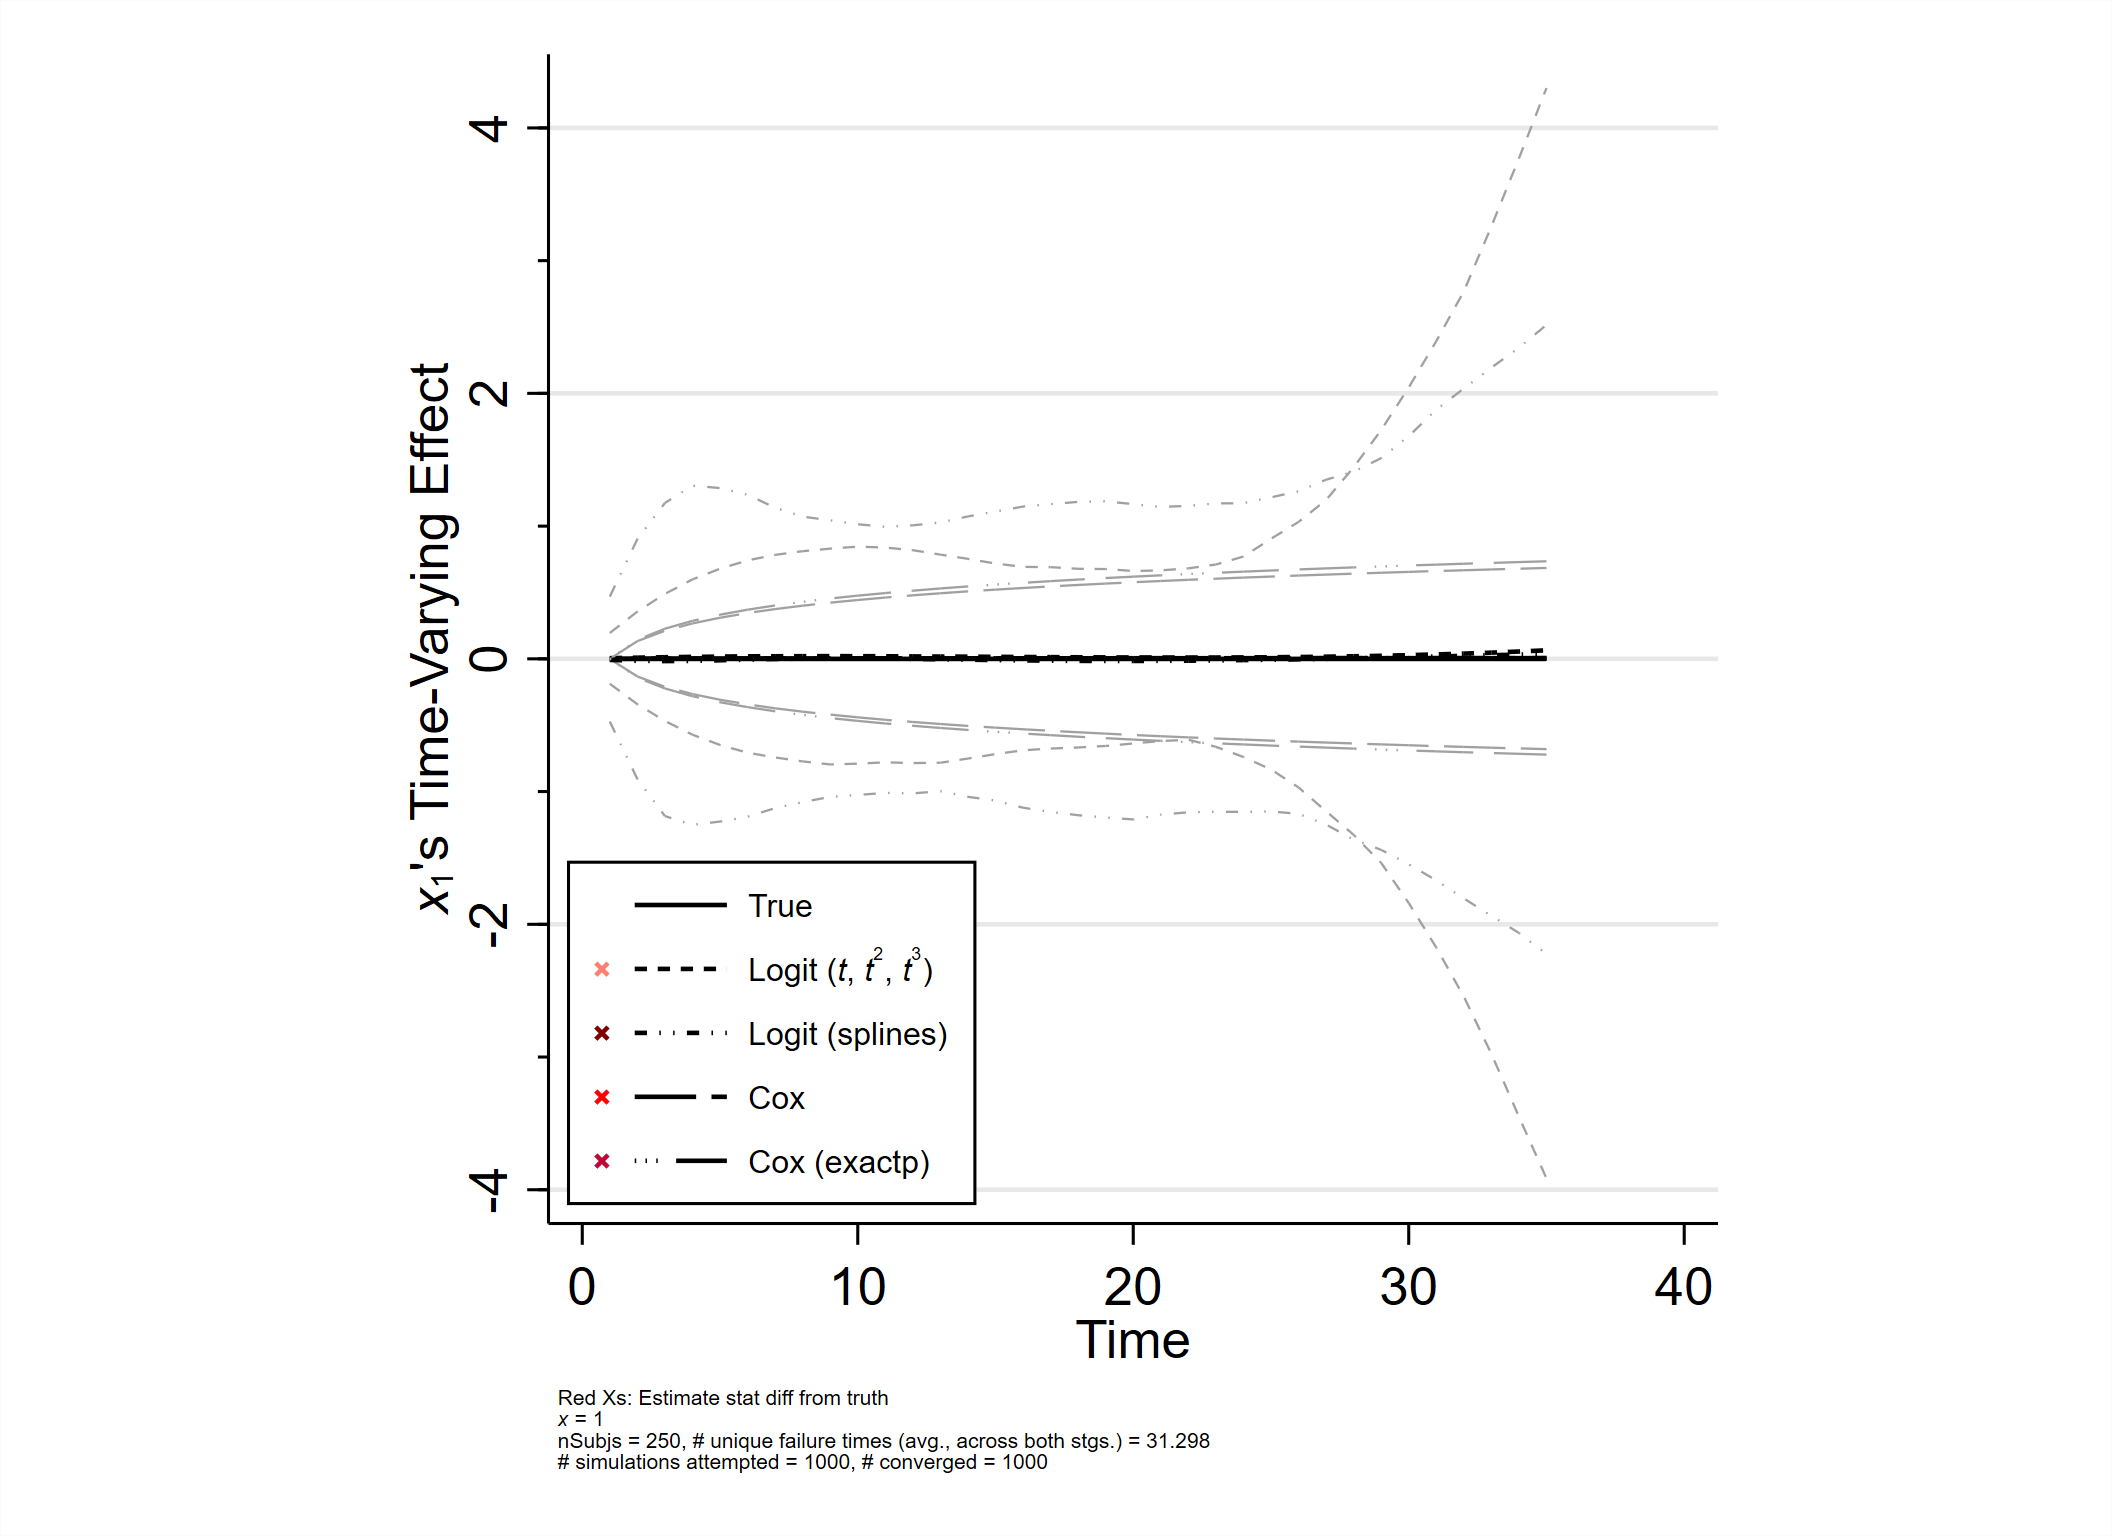 x₁'s Time-Varying Effect
4
2
0
-2
-4
True
Logit (t, t², t³)
Logit (splines)
Cox
Cox (exactp)
0 10 20 30 40
Time
Red Xs: Estimate stat diff from truth
x = 1
nSubjs = 250, # unique failure times (avg., across both stgs.) = 31.298
# simulations attempted = 1000, # converged = 1000